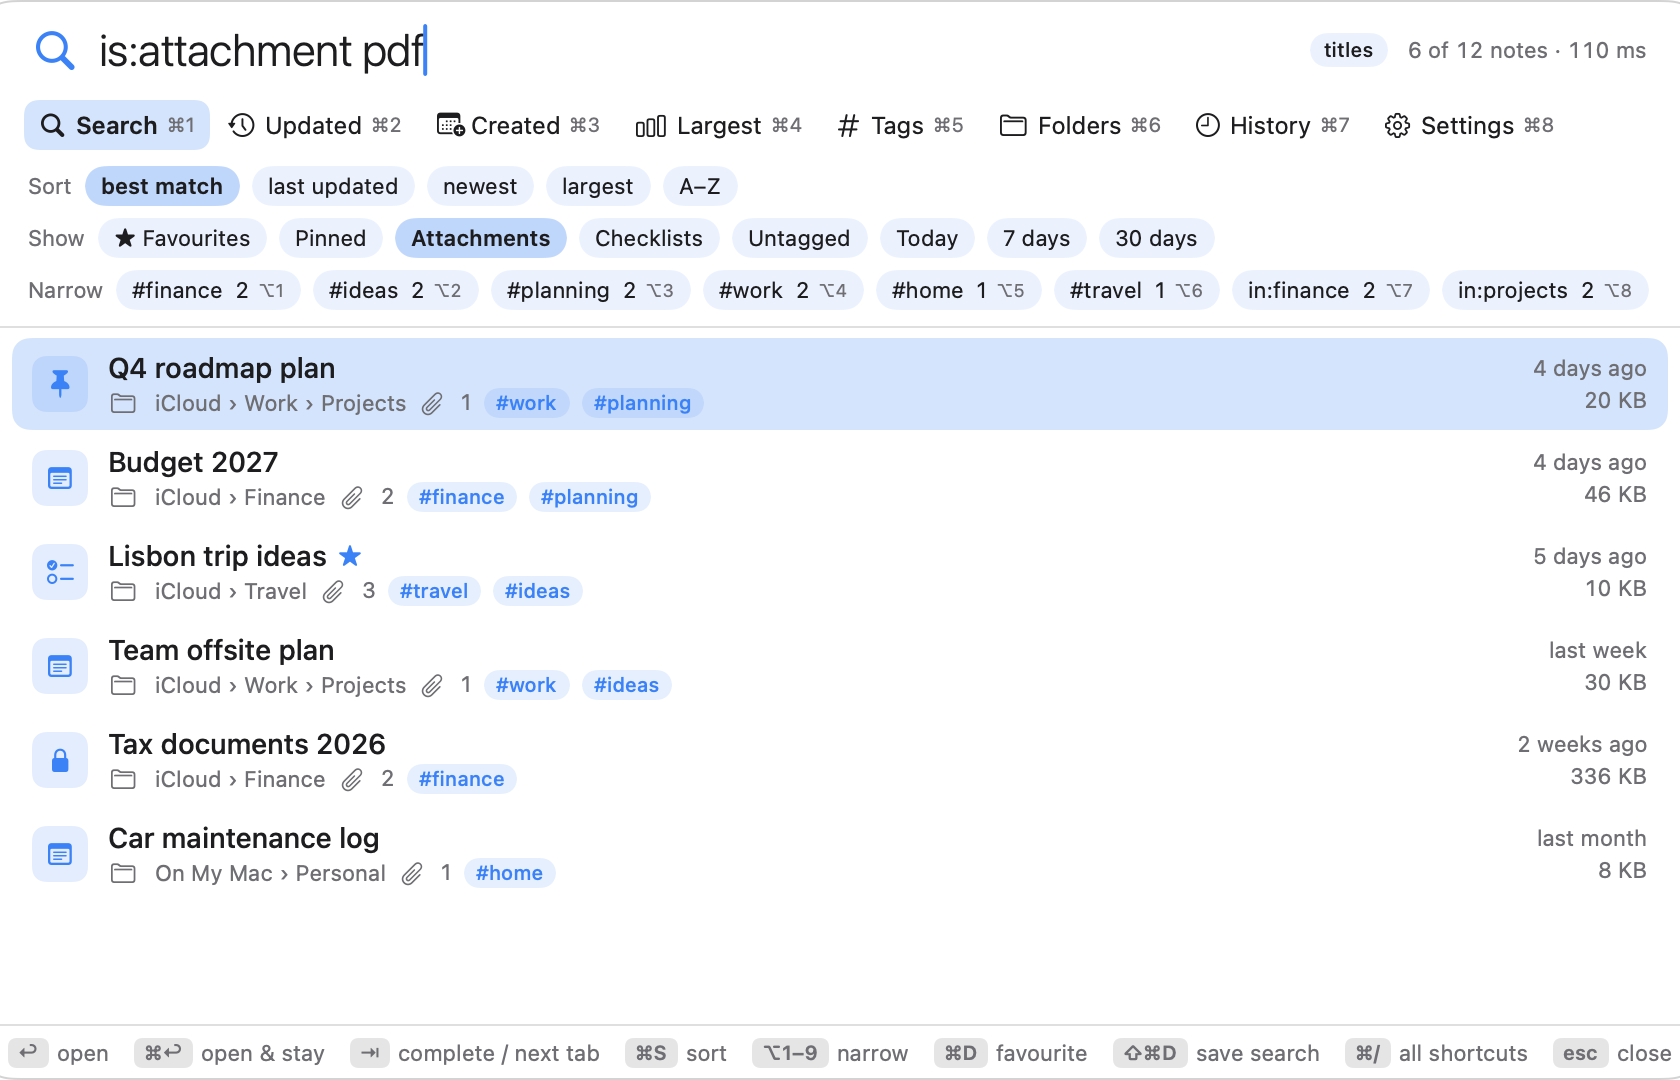 is:attachment pdf titles 6 of 12 notes · 110 ms
Search ⌘1 Updated ⌘2 Created ⌘3 Largest ⌘4 # Tags ⌘5 Folders ⌘6 History ⌘7 Settings ⌘8
Sort best match last updated newest largest A–Z
Show ★ Favourites Pinned Attachments Checklists Untagged Today 7 days 30 days
Narrow #finance 2 ⌥1 #ideas 2 ⌥2 #planning 2 ⌥3 #work 2 ⌥4 #home 1 ⌥5 #travel 1 ⌥6 in:finance 2 ⌥7 in:projects 2 ⌥8
Q4 roadmap plan 4 days ago
iCloud › Work › Projects 1 #work #planning 20 KB
Budget 2027 4 days ago
iCloud › Finance 2 #finance #planning 46 KB
Lisbon trip ideas ★ 5 days ago
iCloud › Travel 3 #travel #ideas 10 KB
Team offsite plan last week
iCloud › Work › Projects 1 #work #ideas 30 KB
Tax documents 2026 2 weeks ago
iCloud › Finance 2 #finance 336 KB
Car maintenance log last month
On My Mac › Personal 1 #home 8 KB
↩ open ⌘↩ open & stay ⇥ complete / next tab ⌘S sort ⌥1–9 narrow ⌘D favourite ⇧⌘D save search ⌘/ all shortcuts esc close